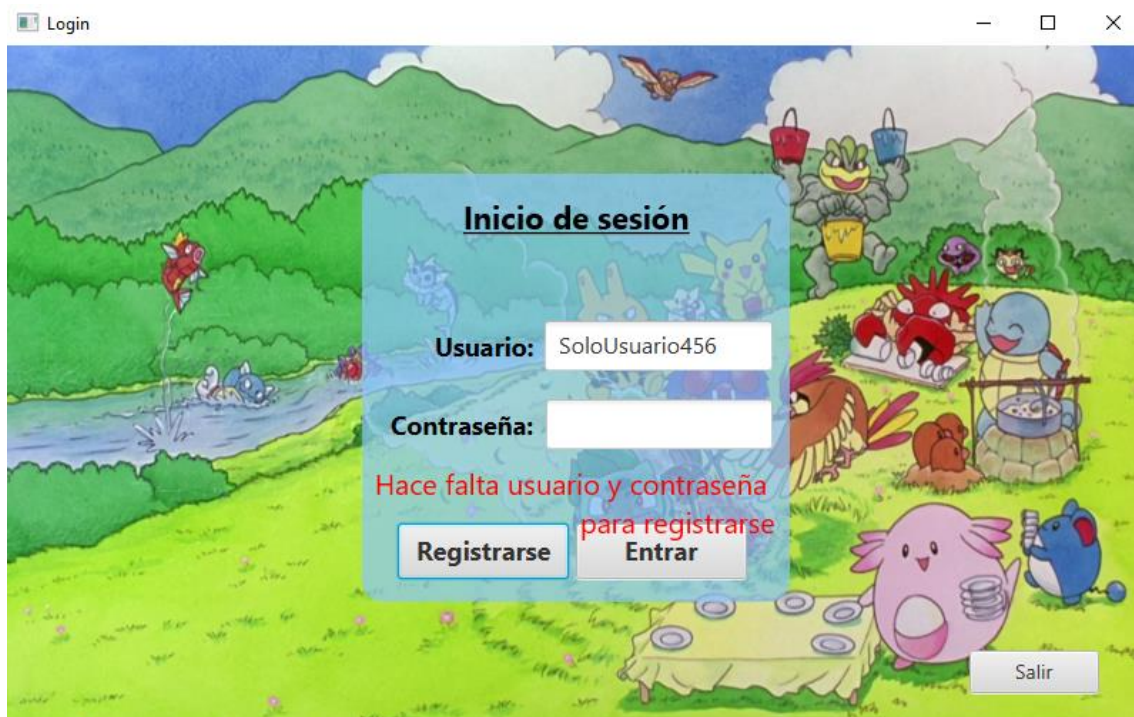 Login
Inicio de sesión
Usuario: SoloUsuario456
Contraseña:
Hace falta usuario y contraseña
para registrarse
Registrarse Entrar
Salir